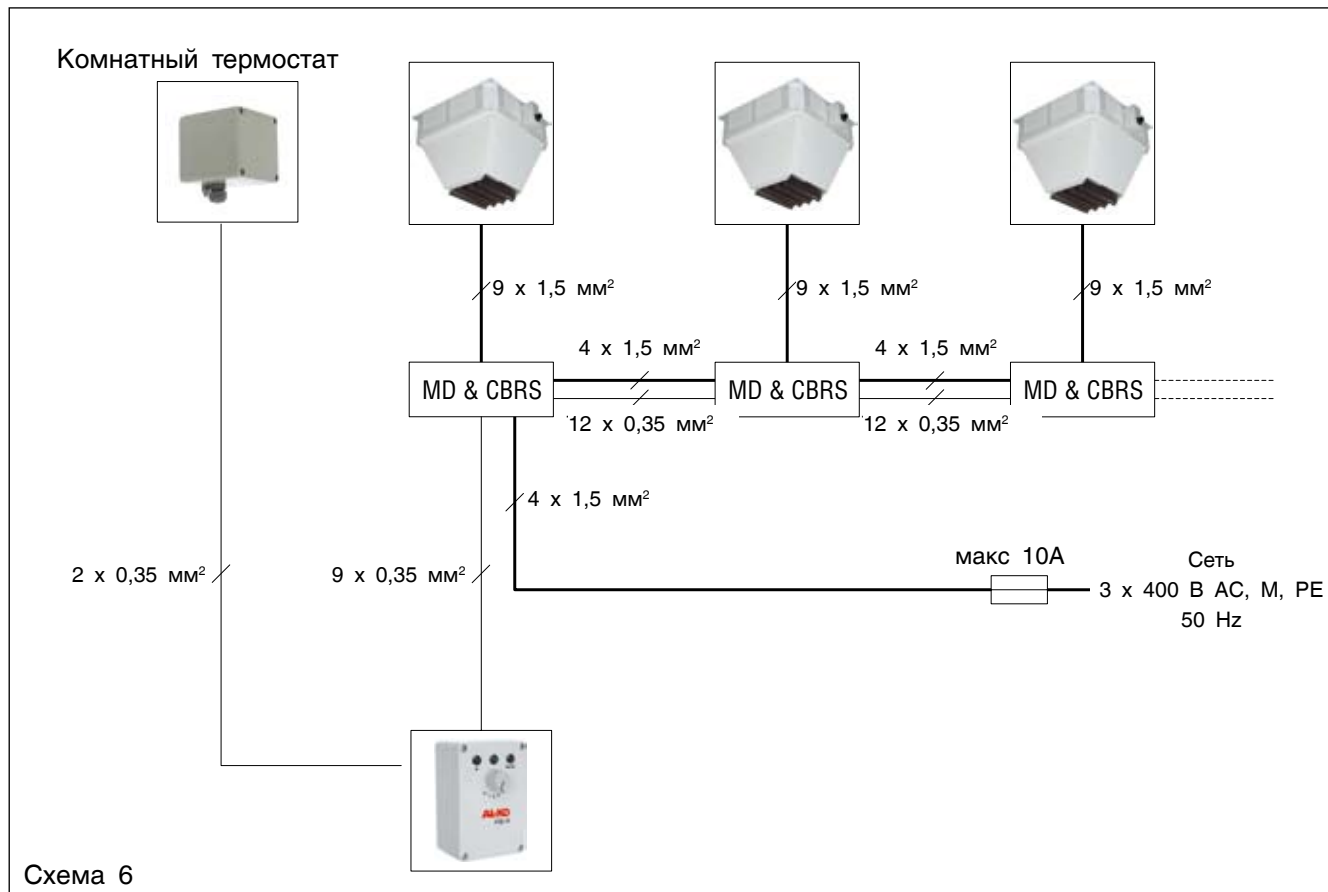 Комнатный термостат
9 x 1,5 мм²
9 x 1,5 мм²
9 x 1,5 мм²
4 x 1,5 мм²
4 x 1,5 мм²
MD & CBRS
MD & CBRS
MD & CBRS
12 x 0,35 мм²
12 x 0,35 мм²
4 x 1,5 мм²
2 x 0,35 мм²
9 x 0,35 мм²
макс 10А
Сеть
3 x 400 В АС, М, РЕ
50 Hz
AL-KO
Схема 6